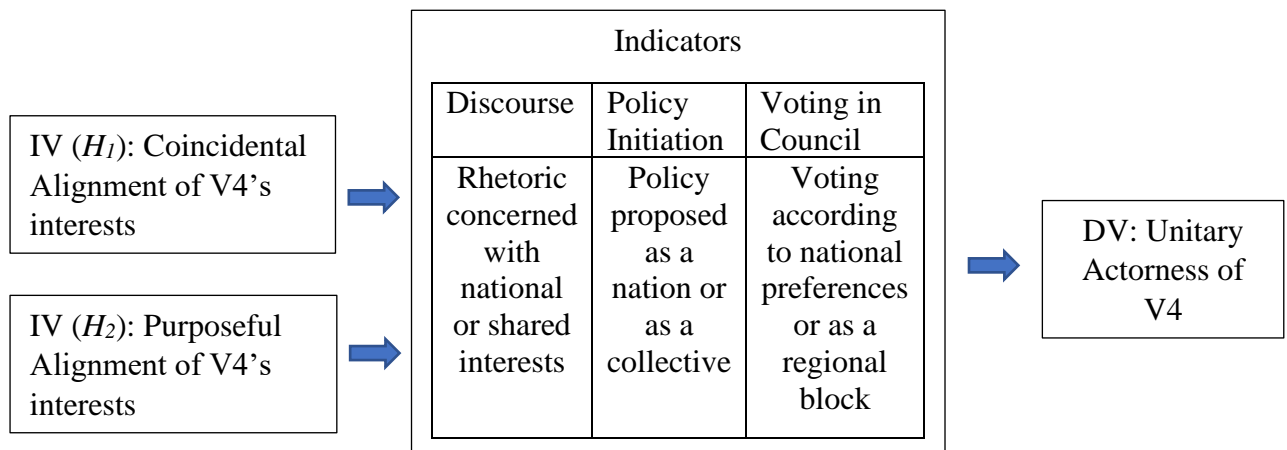 IV (H1): Coincidental
Alignment of V4's
interests
IV (H2): Purposeful
Alignment of V4's
interests
Indicators
Discourse
Policy
Initiation
Voting in
Council
Rhetoric
concerned
with
national
or shared
interests
Policy
proposed
as a
nation or
as a
collective
Voting
according
to national
preferences
or as a
regional
block
DV: Unitary
Actorness of
V4